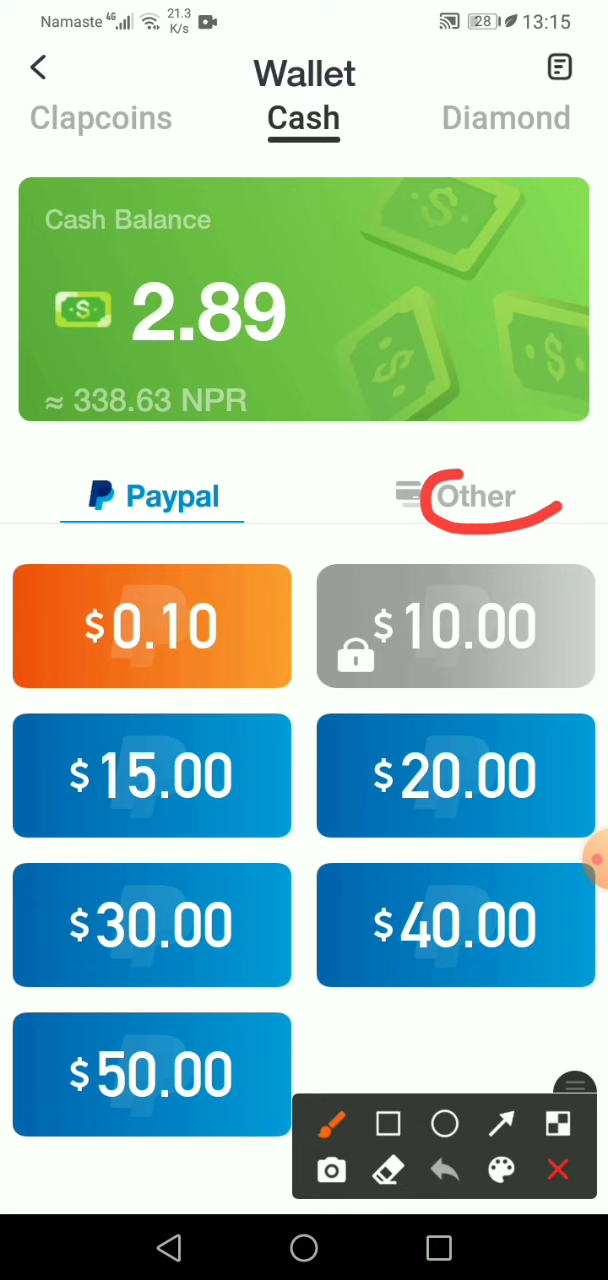 Namaste 4G 21.3 K/s 28 13:15
Wallet
Clapcoins Cash Diamond
Cash Balance
2.89
≈ 338.63 NPR
Paypal Other
$0.10 $10.00
$15.00 $20.00
$30.00 $40.00
$50.00